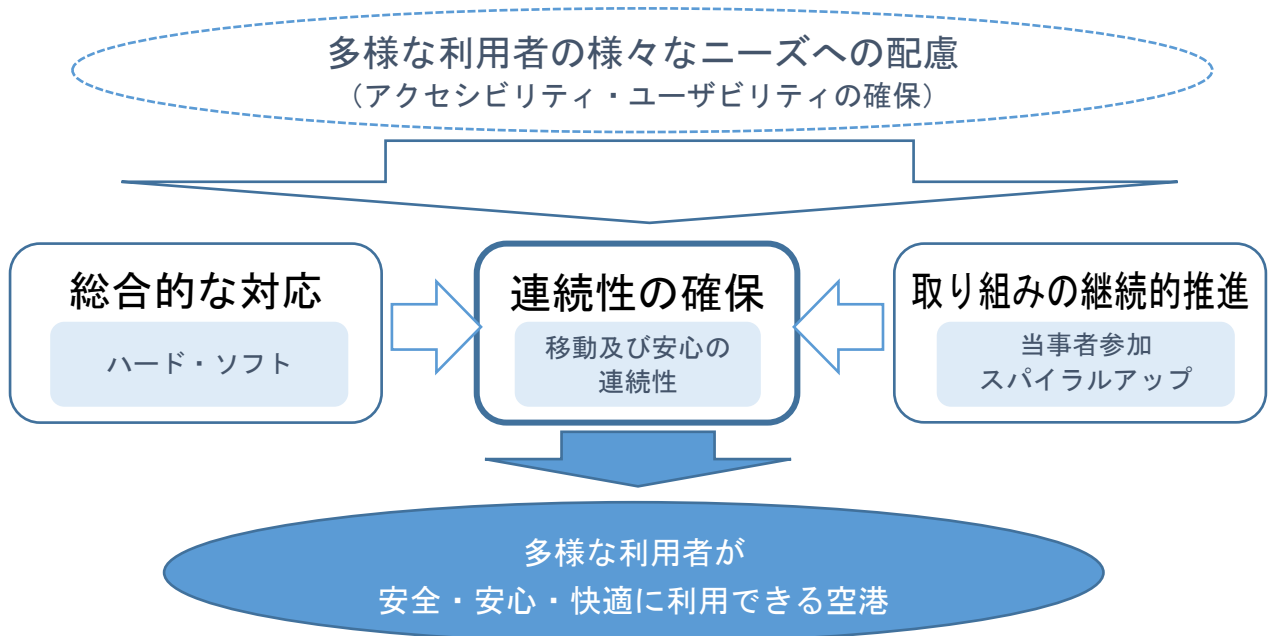 多様な利用者の様々なニーズへの配慮
（アクセシビリティ・ユーザビリティの確保）
総合的な対応
ハード・ソフト
連続性の確保
移動及び安心の
連続性
取り組みの継続的推進
当事者参加
スパイラルアップ
多様な利用者が
安全・安心・快適に利用できる空港